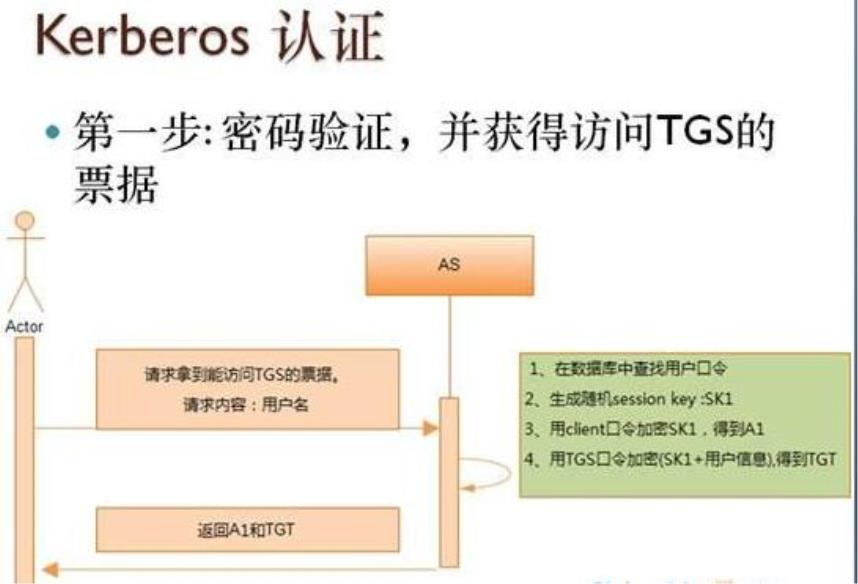 Kerberos 认证
第一步: 密码验证，并获得访问TGS的
票据
AS
Actor
请求拿到能访问TGS的票据。
请求内容：用户名
1、在数据库中查找用户口令
2、生成随机session key :SK1
3、用client口令加密SK1，得到A1
4、用TGS口令加密(SK1+用户信息),得到TGT
返回A1和TGT